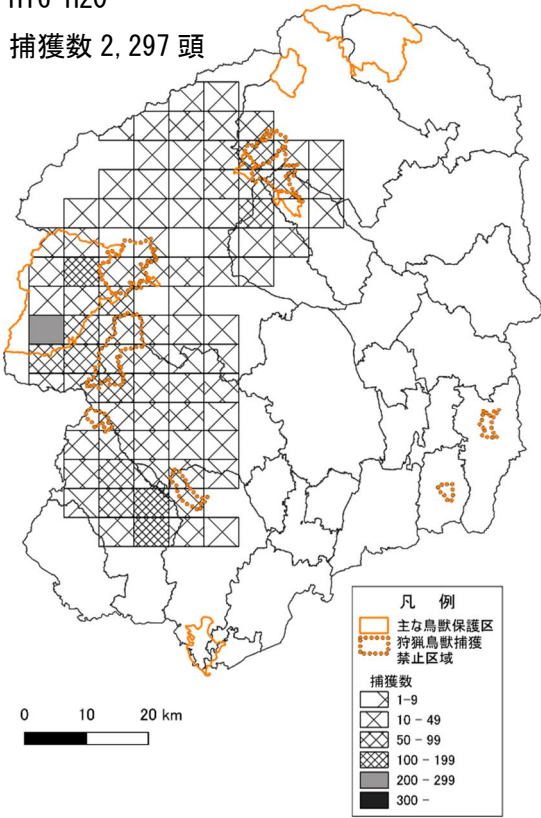 捕獲数 2,297 頭
凡 例
主な鳥獣保護区
狩猟鳥獣捕獲
禁止区域
捕獲数
1-9
10 - 49
50 - 99
100 - 199
200 - 299
300 -
0 10 20 km